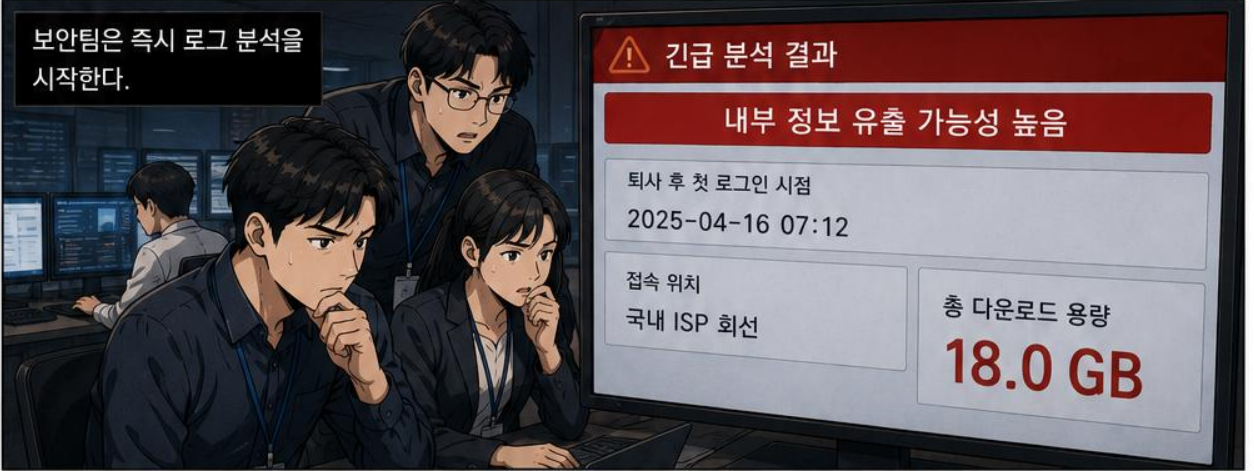 보안팀은 즉시 로그 분석을
시작한다.
긴급 분석 결과
내부 정보 유출 가능성 높음
퇴사 후 첫 로그인 시점
2025-04-16 07:12
접속 위치
국내 ISP 회선
총 다운로드 용량
18.0 GB